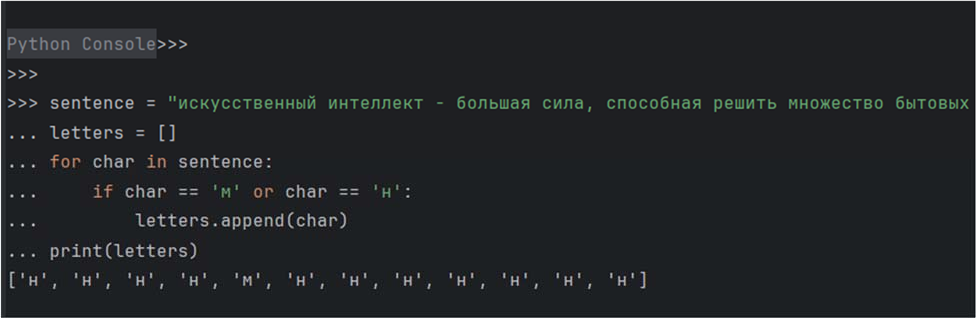 Python Console>>>
>>>
>>> sentence = "искусственный интеллект - большая сила, способная решить множество бытовых
... letters = []
... for char in sentence:
...     if char == 'м' or char == 'н':
...         letters.append(char)
... print(letters)
['н', 'н', 'н', 'н', 'м', 'н', 'н', 'н', 'н', 'н', 'н', 'н']